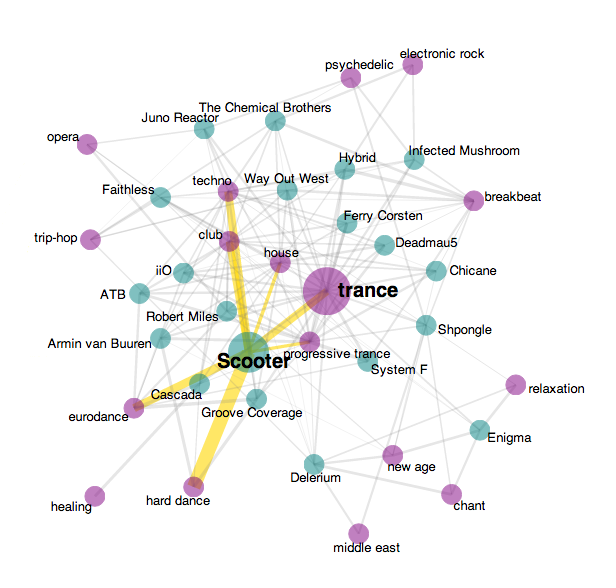 electronic rock
psychedelic
The Chemical Brothers
Juno Reactor
opera
Infected Mushroom
Hybrid
techno
Way Out West
Faithless
breakbeat
Ferry Corsten
trip-hop
club
Deadmau5
house
iiO
Chicane
ATB
trance
Robert Miles
Shpongle
Armin van Buuren
progressive trance
Scooter
System F
Cascada
relaxation
eurodance
Groove Coverage
Enigma
new age
Delerium
hard dance
healing
chant
middle east